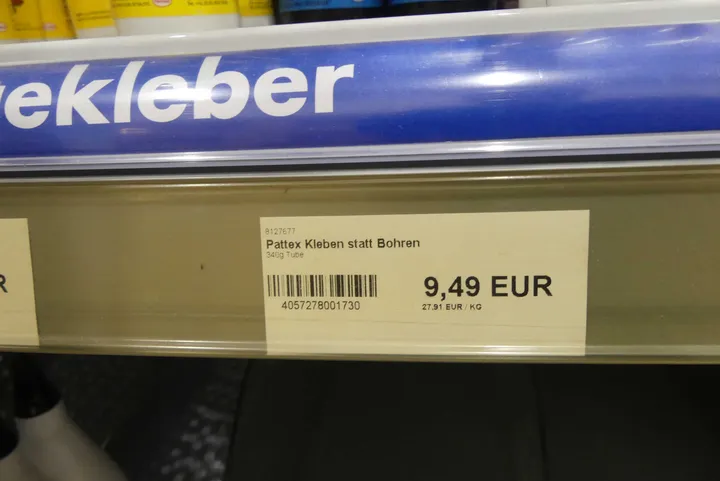 ekleber
8127677
Pattex Kleben statt Bohren
340g Tube
4057278001730
9,49 EUR
27,91 EUR / KG
R